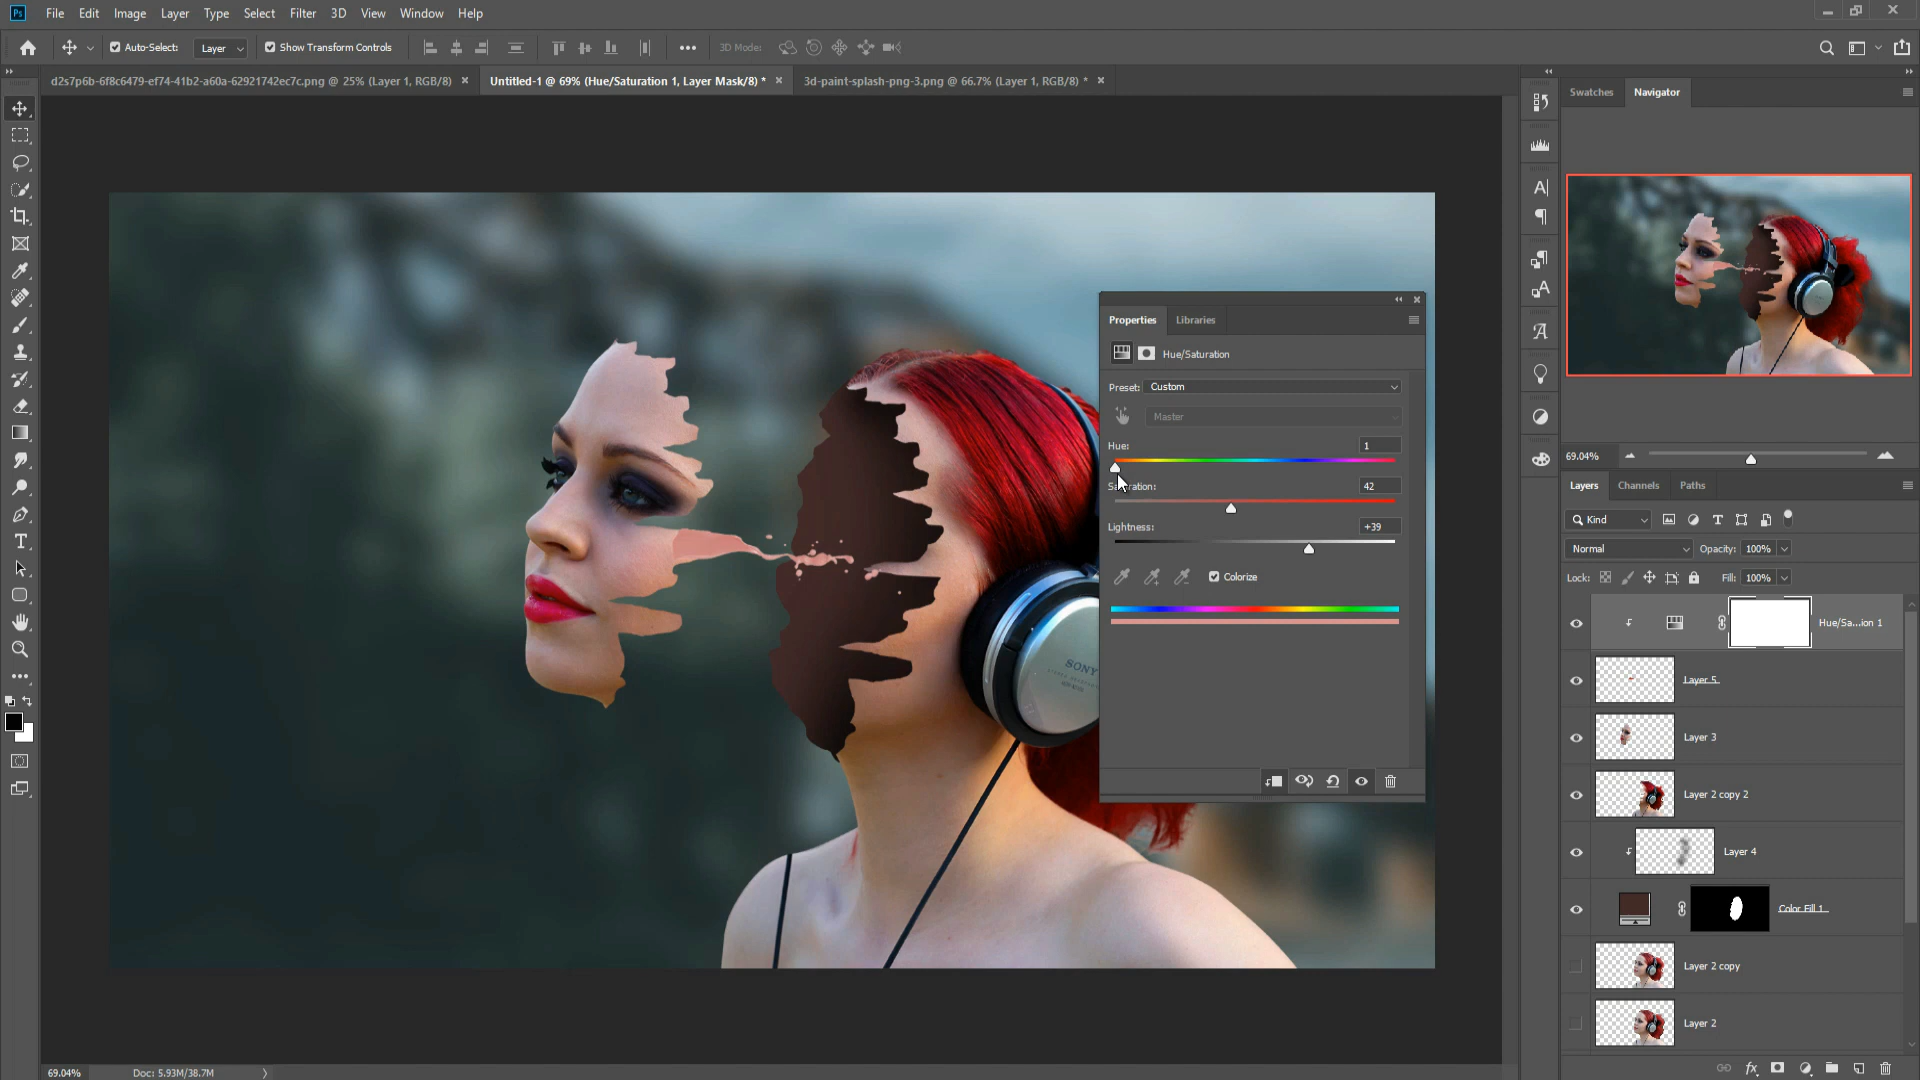 Ps File Edit Image Layer Type Select Filter 3D View Window Help
Auto-Select: Layer Show Transform Controls 3D Mode:
d2s7p6b-6f8c6479-ef74-41b2-a60a-62921742ec7c.png @ 25% (Layer 1, RGB/8) Untitled-1 @ 69% (Hue/Saturation 1, Layer Mask/8) * 3d-paint-splash-png-3.png @ 66.7% (Layer 1, RGB/8) *
Swatches Navigator
Properties Libraries
Hue/Saturation
Preset: Custom
Master
Hue: 1
Saturation: 42
Lightness: +39
Colorize
SONY
69.04%
Layers Channels Paths
Kind
Normal Opacity: 100%
Lock: Fill: 100%
Hue/Sa...ion 1
Layer 5
Layer 3
Layer 2 copy 2
Layer 4
Color Fill 1
Layer 2 copy
Layer 2
69.04% Doc: 5.93M/38.7M